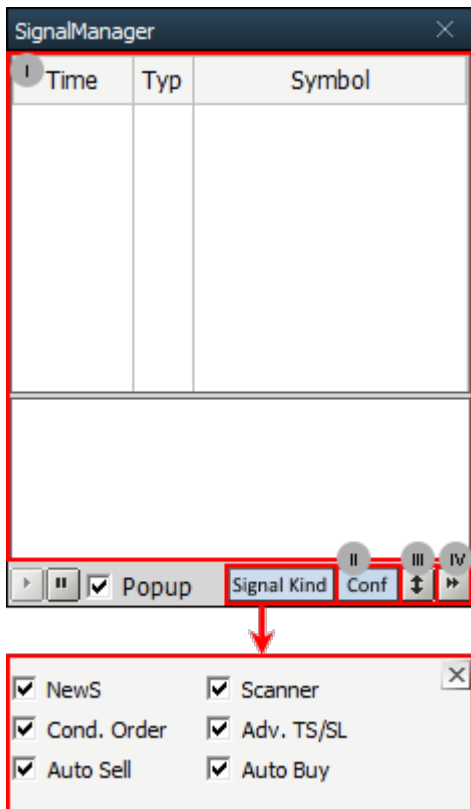 SignalManager
I Time Typ Symbol
II III IV
Popup Signal Kind Conf
NewS Scanner
Cond. Order Adv. TS/SL
Auto Sell Auto Buy